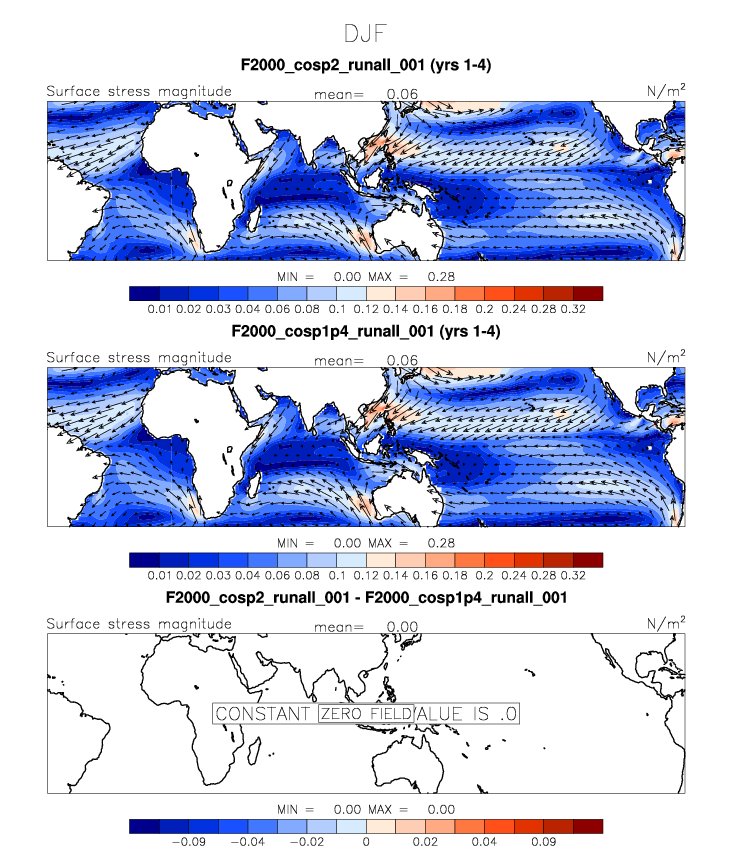 DJF
F2000_cosp2_runall_001 (yrs 1-4)
Surface stress magnitude mean= 0.06 N/m²
MIN = 0.00 MAX = 0.28
0.01 0.02 0.03 0.04 0.06 0.08 0.1 0.12 0.14 0.16 0.18 0.2 0.24 0.28 0.32
F2000_cosp1p4_runall_001 (yrs 1-4)
Surface stress magnitude mean= 0.06 N/m²
MIN = 0.00 MAX = 0.28
0.01 0.02 0.03 0.04 0.06 0.08 0.1 0.12 0.14 0.16 0.18 0.2 0.24 0.28 0.32
F2000_cosp2_runall_001 - F2000_cosp1p4_runall_001
Surface stress magnitude mean= 0.00 N/m²
CONSTANT ZERO FIELD ALUE IS .0
MIN = 0.00 MAX = 0.00
-0.09 -0.04 -0.02 0 0.02 0.04 0.09